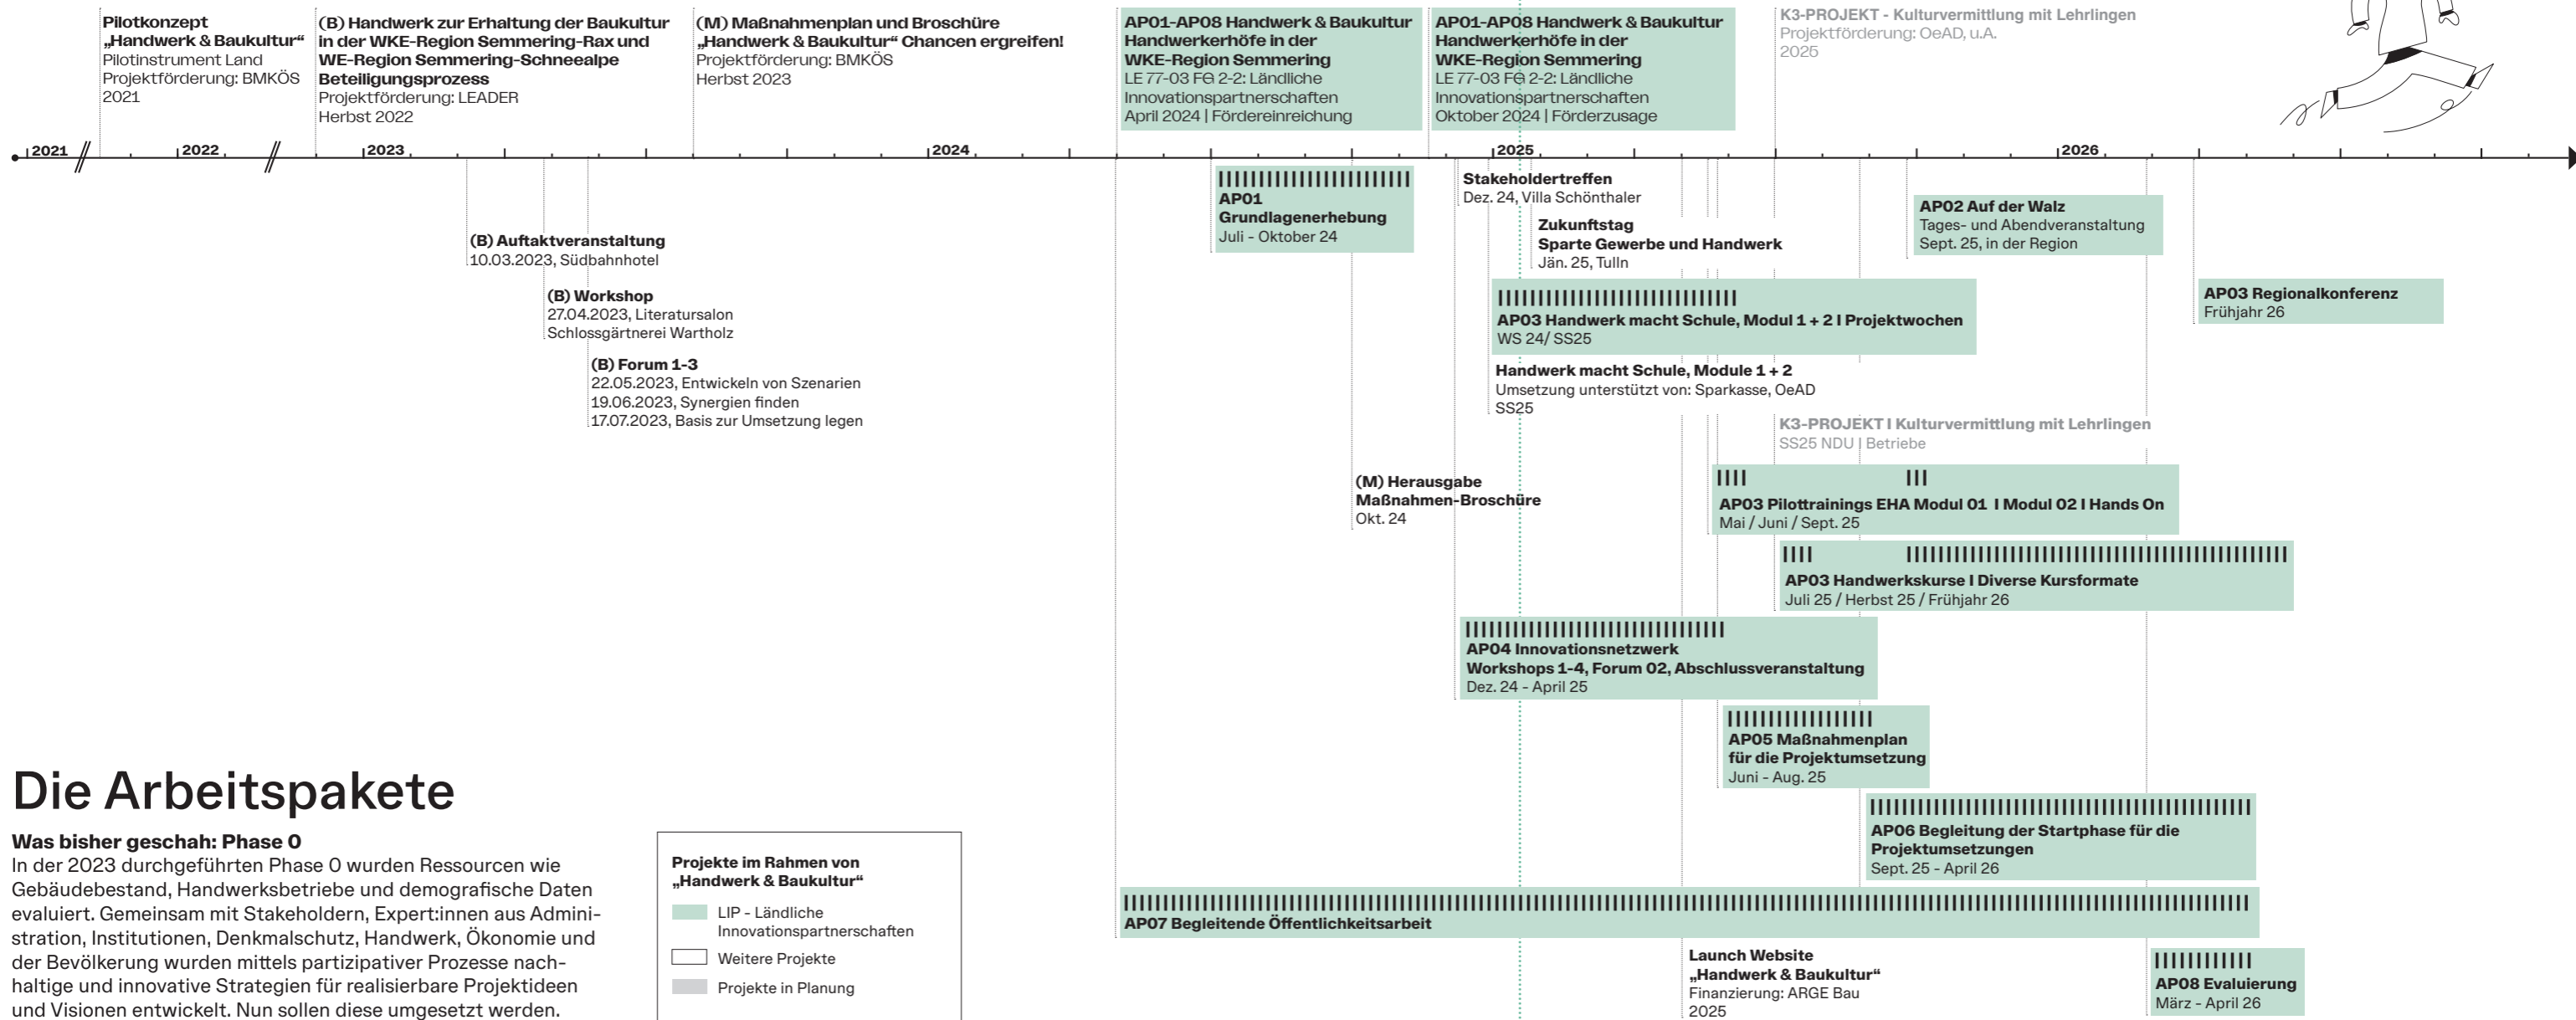 Pilotkonzept
„Handwerk & Baukultur“
Pilotinstrument Land
Projektförderung: BMKÖS
2021
(B) Handwerk zur Erhaltung der Baukultur
in der WKE-Region Semmering-Rax und
WE-Region Semmering-Schneealpe
Beteiligungsprozess
Projektförderung: LEADER
Herbst 2022
(M) Maßnahmenplan und Broschüre
„Handwerk & Baukultur“ Chancen ergreifen!
Projektförderung: BMKÖS
Herbst 2023
AP01-AP08 Handwerk & Baukultur
Handwerkerhöfe in der
WKE-Region Semmering
LE 77-03 FG 2-2: Ländliche
Innovationspartnerschaften
April 2024 | Fördereinreichung
AP01-AP08 Handwerk & Baukultur
Handwerkerhöfe in der
WKE-Region Semmering
LE 77-03 FG 2-2: Ländliche
Innovationspartnerschaften
Oktober 2024 | Förderzusage
K3-PROJEKT - Kulturvermittlung mit Lehrlingen
Projektförderung: OeAD, u.A.
2025
2021
2022
2023
2024
2025
2026
(B) Auftaktveranstaltung
10.03.2023, Südbahnhotel
(B) Workshop
27.04.2023, Literatursalon
Schlossgärtnerei Wartholz
(B) Forum 1-3
22.05.2023, Entwickeln von Szenarien
19.06.2023, Synergien finden
17.07.2023, Basis zur Umsetzung legen
AP01
Grundlagenerhebung
Juli - Oktober 24
Stakeholdertreffen
Dez. 24, Villa Schönthaler
Zukunftstag
Sparte Gewerbe und Handwerk
Jän. 25, Tulln
AP02 Auf der Walz
Tages- und Abendveranstaltung
Sept. 25, in der Region
AP03 Handwerk macht Schule, Modul 1 + 2 I Projektwochen
WS 24/ SS25
AP03 Regionalkonferenz
Frühjahr 26
Handwerk macht Schule, Module 1 + 2
Umsetzung unterstützt von: Sparkasse, OeAD
SS25
K3-PROJEKT I Kulturvermittlung mit Lehrlingen
SS25 NDU | Betriebe
(M) Herausgabe
Maßnahmen-Broschüre
Okt. 24
AP03 Pilottrainings EHA Modul 01 I Modul 02 I Hands On
Mai / Juni / Sept. 25
AP03 Handwerkskurse I Diverse Kursformate
Juli 25 / Herbst 25 / Frühjahr 26
AP04 Innovationsnetzwerk
Workshops 1-4, Forum 02, Abschlussveranstaltung
Dez. 24 - April 25
AP05 Maßnahmenplan
für die Projektumsetzung
Juni - Aug. 25
AP06 Begleitung der Startphase für die
Projektumsetzungen
Sept. 25 - April 26
AP07 Begleitende Öffentlichkeitsarbeit
Launch Website
„Handwerk & Baukultur“
Finanzierung: ARGE Bau
2025
AP08 Evaluierung
März - April 26
Die Arbeitspakete
Was bisher geschah: Phase 0
In der 2023 durchgeführten Phase 0 wurden Ressourcen wie
Gebäudebestand, Handwerksbetriebe und demografische Daten
evaluiert. Gemeinsam mit Stakeholdern, Expert:innen aus Admini-
stration, Institutionen, Denkmalschutz, Handwerk, Ökonomie und
der Bevölkerung wurden mittels partizipativer Prozesse nach-
haltige und innovative Strategien für realisierbare Projektideen
und Visionen entwickelt. Nun sollen diese umgesetzt werden.
Projekte im Rahmen von
„Handwerk & Baukultur“
LIP - Ländliche
Innovationspartnerschaften
Weitere Projekte
Projekte in Planung